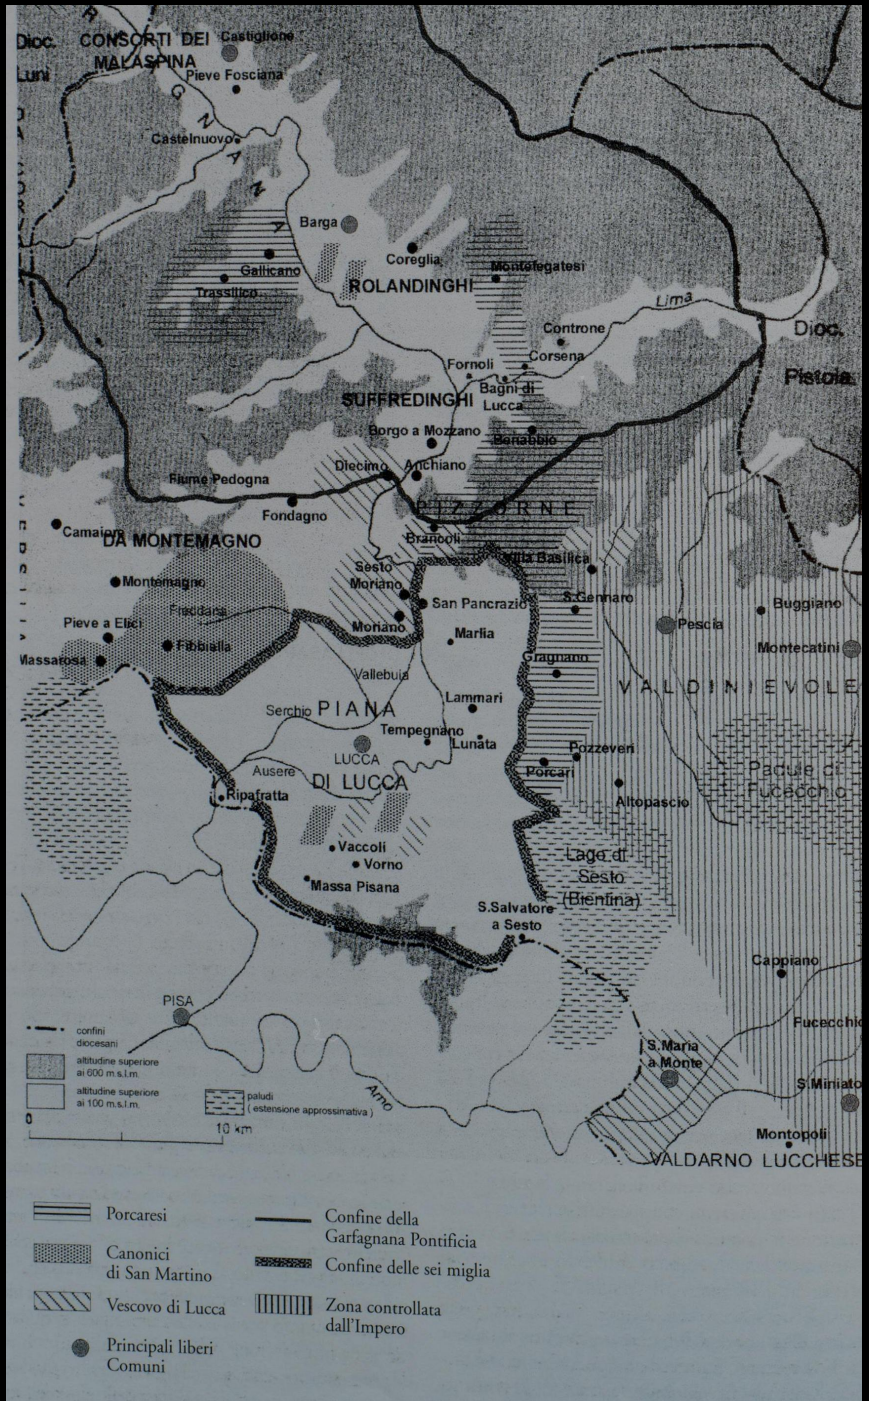 Dioc.
Luni
CONSORTI DEI
MALASPINA
Castiglione
Pieve Fosciana
R
G
N
A
N
A
Castelnuovo
Barga
Coreglia
Gallicano
Trassilico
ROLANDINGHI
Montefegatesi
Lima
Dioc.
Pistoia
Controne
Corsena
Fornoli
Bagni di
Lucca
SUFFREDINGHI
Borgo a Mozzano
Benabbio
Diecimo
Anchiano
Fiume Pedogna
Fondagno
PIZZORNE
Brancoli
Camaiore
DA MONTEMAGNO
Villa Basilica
Sesto
Moriano
Montemagno
San Pancrazio
S.Gennaro
Buggiano
Freddana
Moriano
Pieve a Elici
Marlia
Pescia
Fibbialla
Montecatini
Massarosa
Gragnano
Vallebuia
VALDINIEVOLE
Lammari
Serchio
PIANA
Tempegnano
Lunata
Pozzeveri
LUCCA
Porcari
Padule di
Fucecchio
Ausere
DI LUCCA
Ripafratta
Altopascio
Vaccoli
Lago di
Sesto
(Bientina)
Vorno
Massa Pisana
S.Salvatore
a Sesto
Cappiano
PISA
Fucecchio
S.Maria
a Monte
S.Miniato
Arno
Montopoli
VALDARNO LUCCHESE
confini
diocesani
altitudine superiore
ai 600 m.s.l.m.
altitudine superiore
ai 100 m.s.l.m.
paludi
( estensione approssimativa )
0
10 km
Porcaresi
Canonici
di San Martino
Vescovo di Lucca
Principali liberi
Comuni
Confine della
Garfagnana Pontificia
Confine delle sei miglia
Zona controllata
dall'Impero